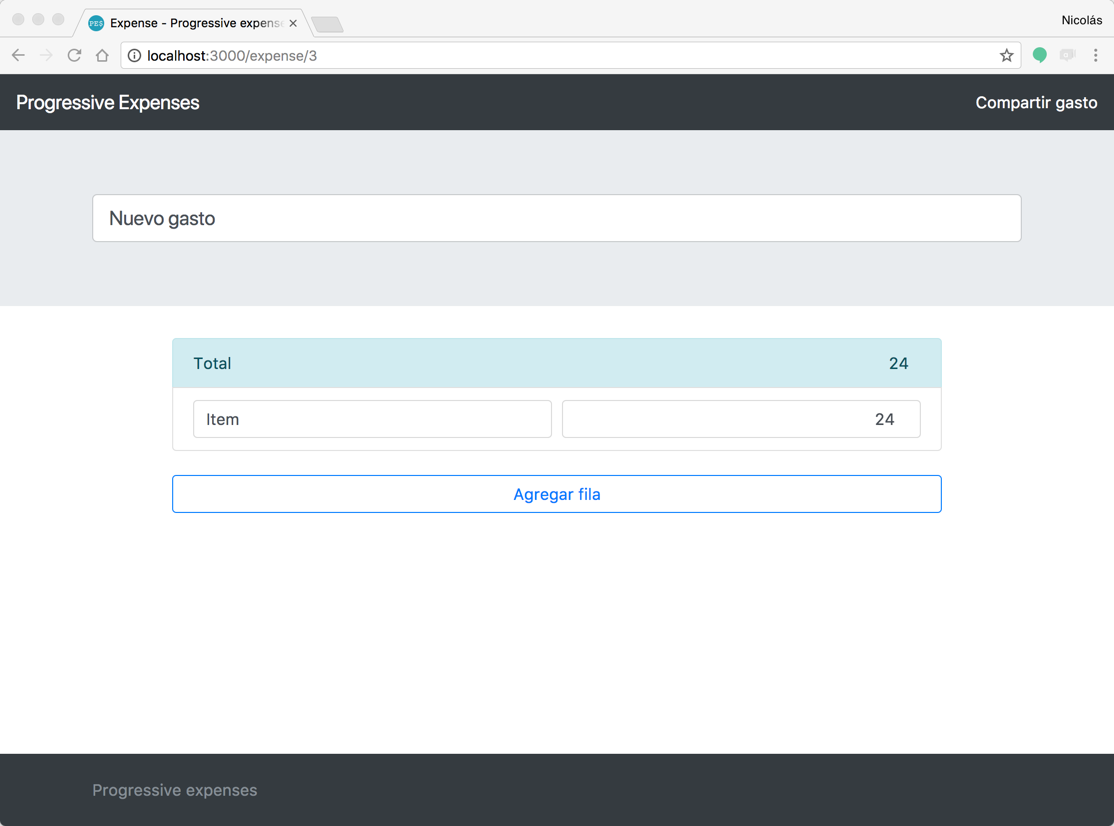 PES Expense - Progressive expens
Nicolás
localhost:3000/expense/3
Progressive Expenses
Compartir gasto
Nuevo gasto
Total 24
Item 24
Agregar fila
Progressive expenses